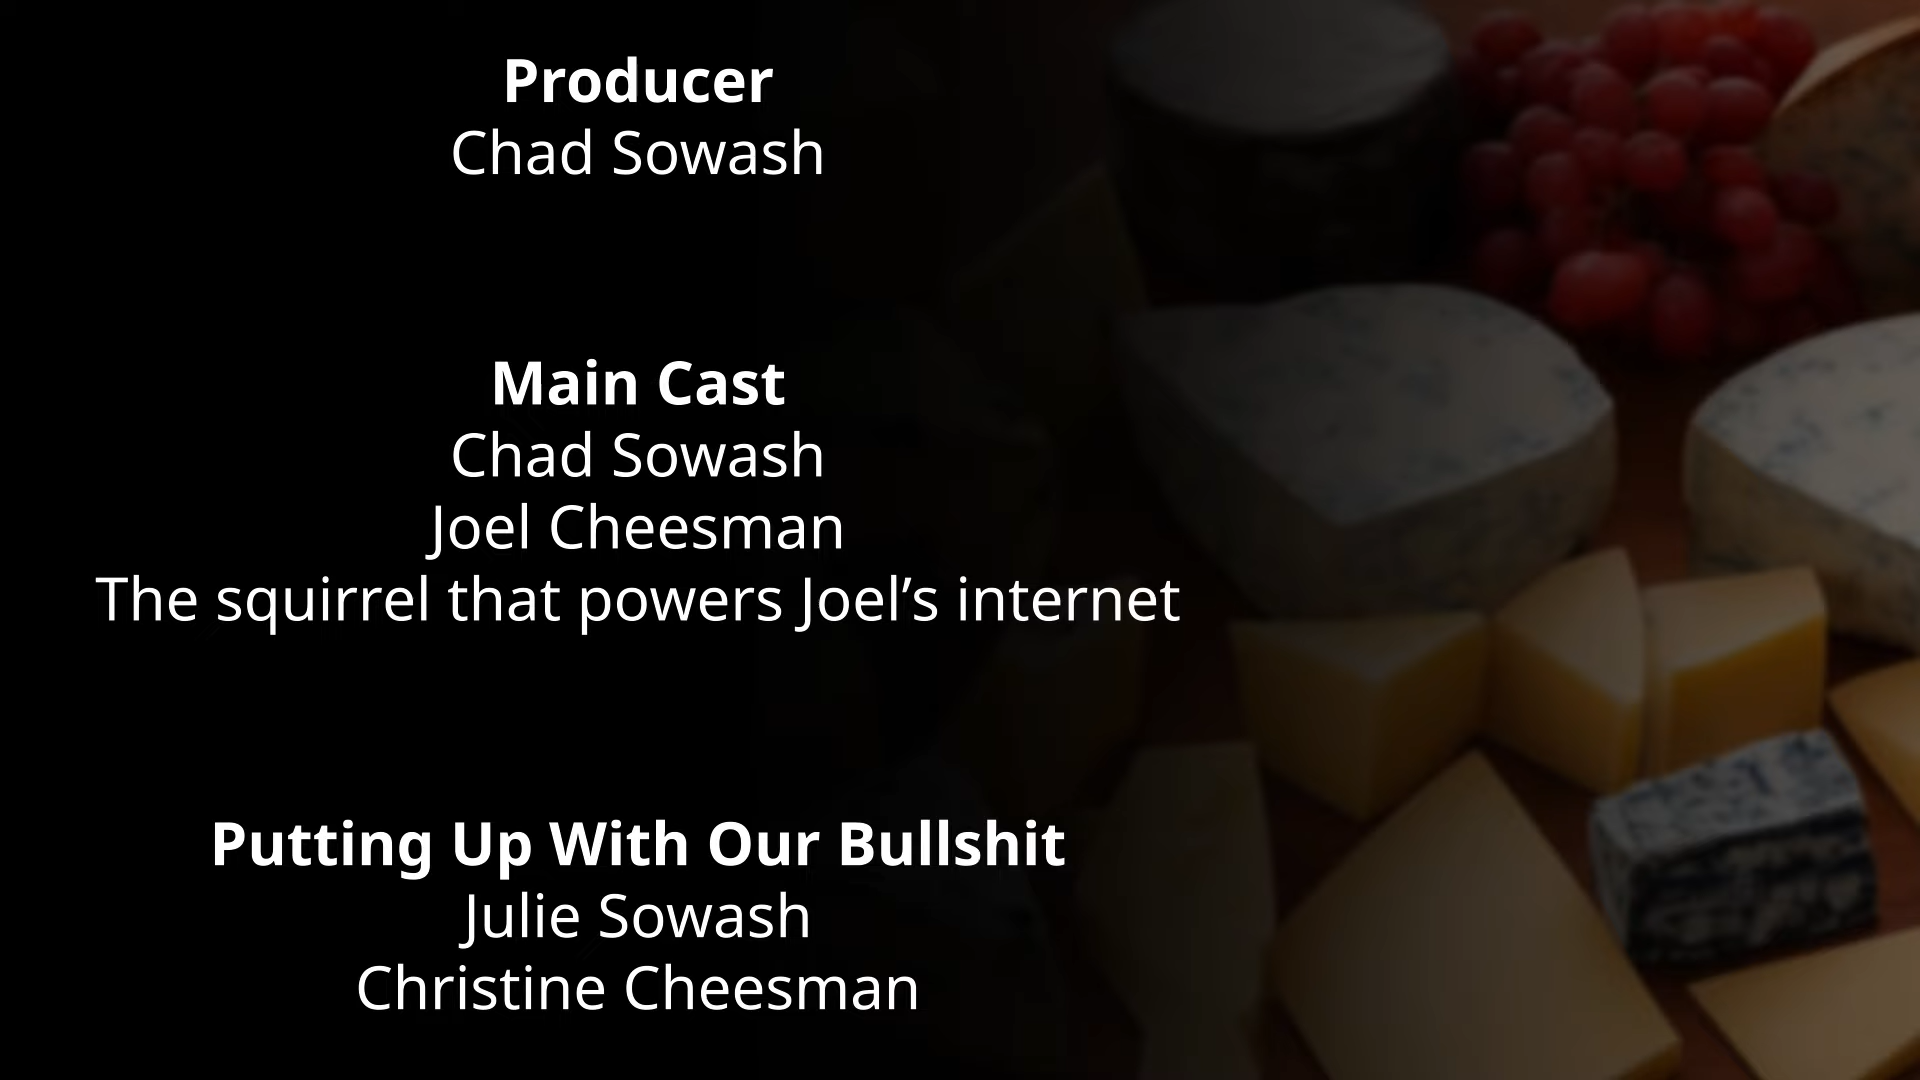 Producer
Chad Sowash
Main Cast
Chad Sowash
Joel Cheesman
The squirrel that powers Joel’s internet
Putting Up With Our Bullshit
Julie Sowash
Christine Cheesman